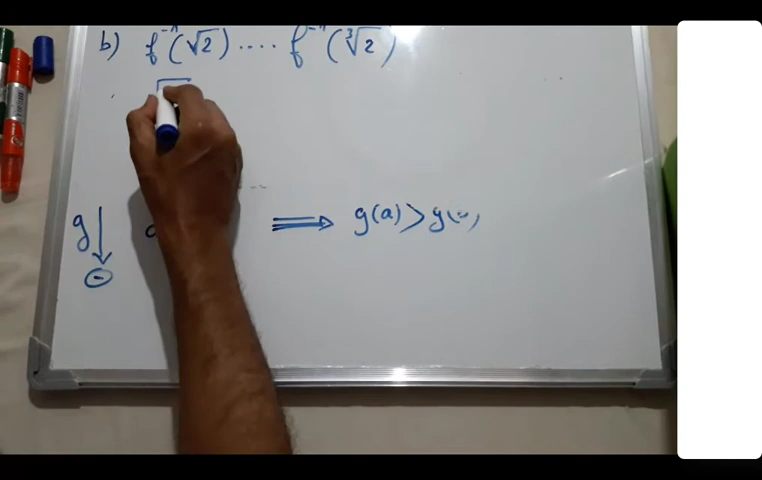 b) f⁻¹(√2) .... f⁻¹(∛2)
g ↓ ⟹ g(a) > g(
⊖